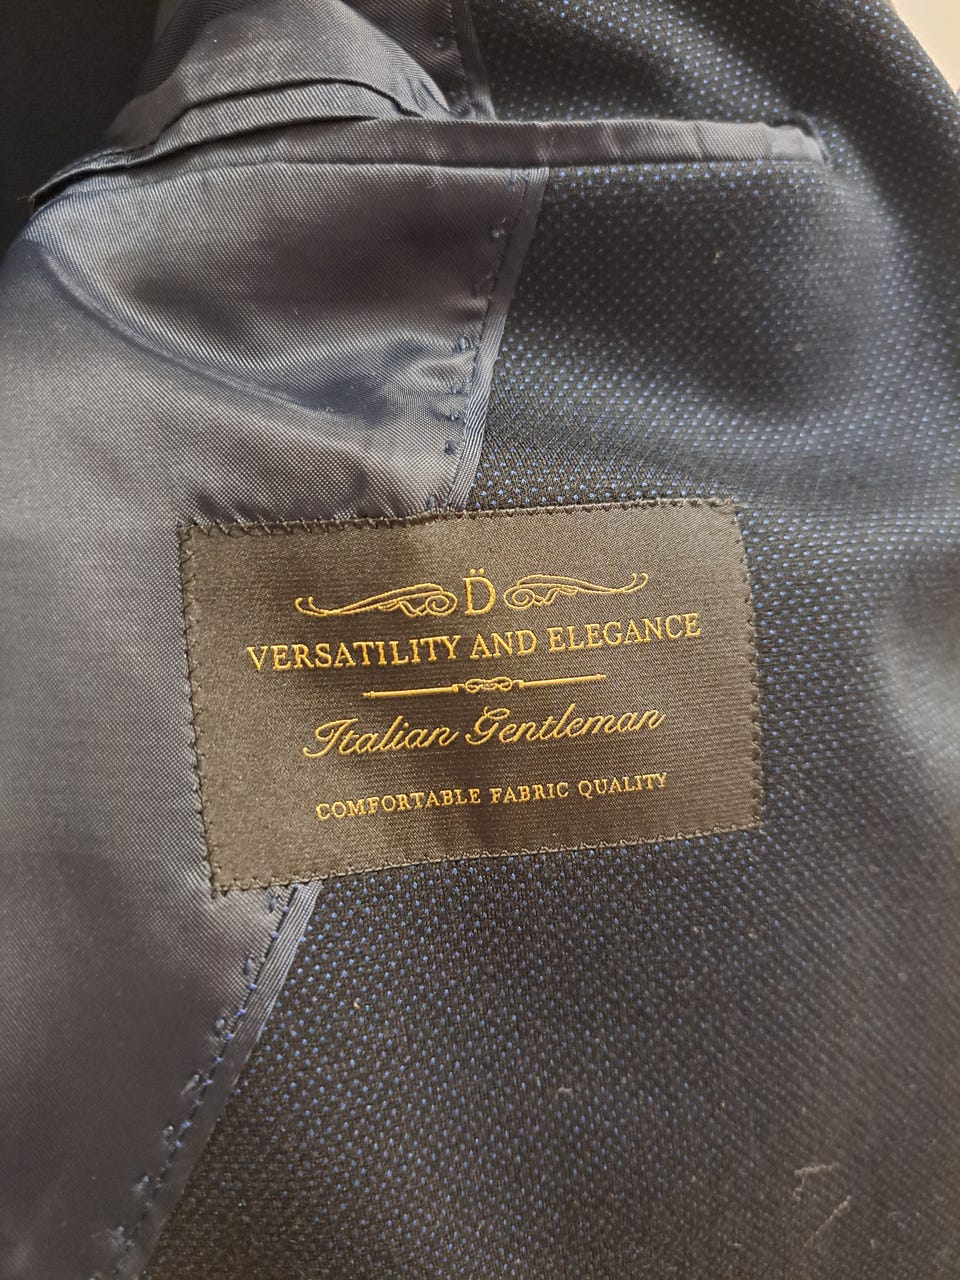 D̈
VERSATILITY AND ELEGANCE
Italian Gentleman
COMFORTABLE FABRIC QUALITY